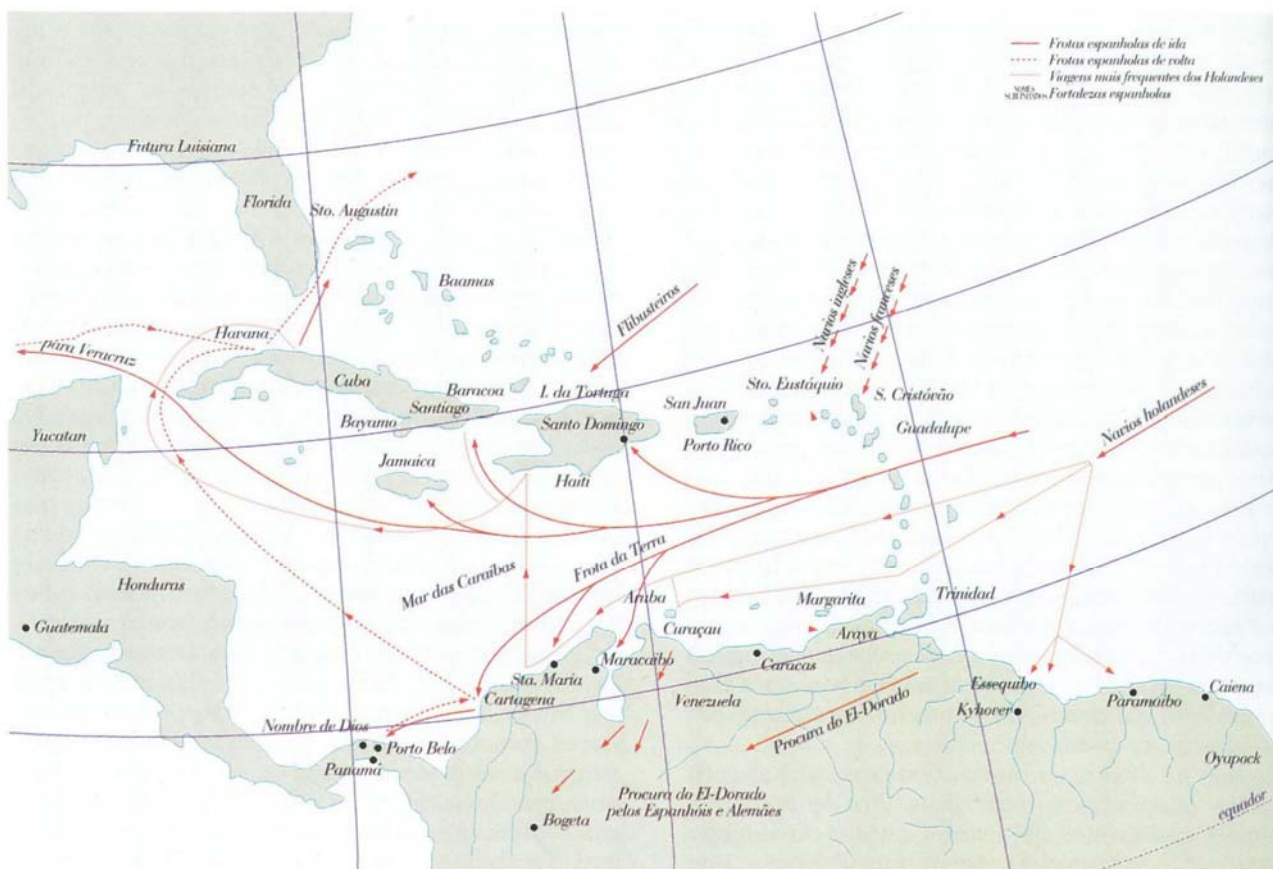 Frotas espanholas de ida
Frotas espanholas de volta
Viagens mais frequentes dos Holandeses
NOMES
SUBLINHADOS Fortalezas espanholas
Futura Luisiana
Florida
Sto. Augustin
Baamas
Flibusteiros
Navios ingleses
Navios franceses
Havana
para Veracruz
Cuba
Baracoa
I. da Tortuga
Sto. Eustáquio
S. Cristóvão
Navios holandeses
Santiago
San Juan
Yucatan
Bayamo
Santo Domingo
Guadalupe
Porto Rico
Jamaica
Haiti
Frota da Terra
Mar das Caraíbas
Honduras
Aruba
Margarita
Trinidad
Guatemala
Curaçau
Araya
Maracaibo
Caracas
Sta. Maria
Essequibo
Cartagena
Venezuela
Paramaibo
Caiena
Kyhover
Nombre de Dios
Porto Belo
Procura do El-Dorado
Panamá
Oyapock
Procura do El-Dorado
pelos Espanhóis e Alemães
Bogeta
equador